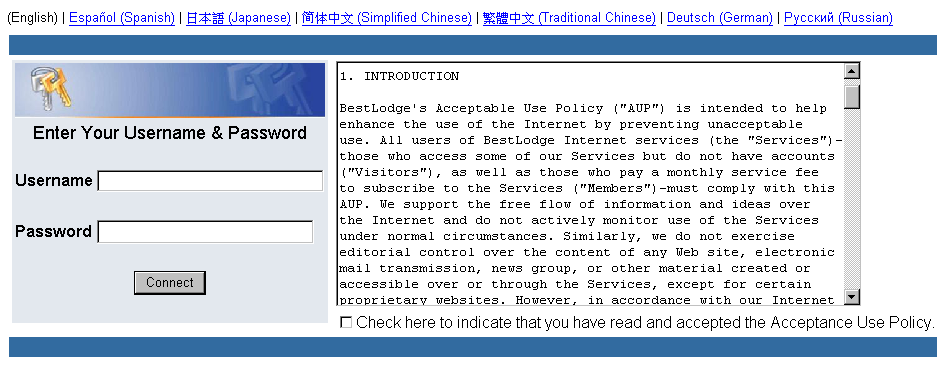 (English) | Español (Spanish) | 日本語 (Japanese) | 简体中文 (Simplified Chinese) | 繁體中文 (Traditional Chinese) | Deutsch (German) | Русский (Russian)
Enter Your Username & Password
Username
Password
Connect
1. INTRODUCTION
BestLodge's Acceptable Use Policy ("AUP") is intended to help
enhance the use of the Internet by preventing unacceptable
use. All users of BestLodge Internet services (the "Services")-
those who access some of our Services but do not have accounts
("Visitors"), as well as those who pay a monthly service fee
to subscribe to the Services ("Members")-must comply with this
AUP. We support the free flow of information and ideas over
the Internet and do not actively monitor use of the Services
under normal circumstances. Similarly, we do not exercise
editorial control over the content of any Web site, electronic
mail transmission, news group, or other material created or
accessible over or through the Services, except for certain
proprietary websites. However, in accordance with our Internet
Check here to indicate that you have read and accepted the Acceptance Use Policy.